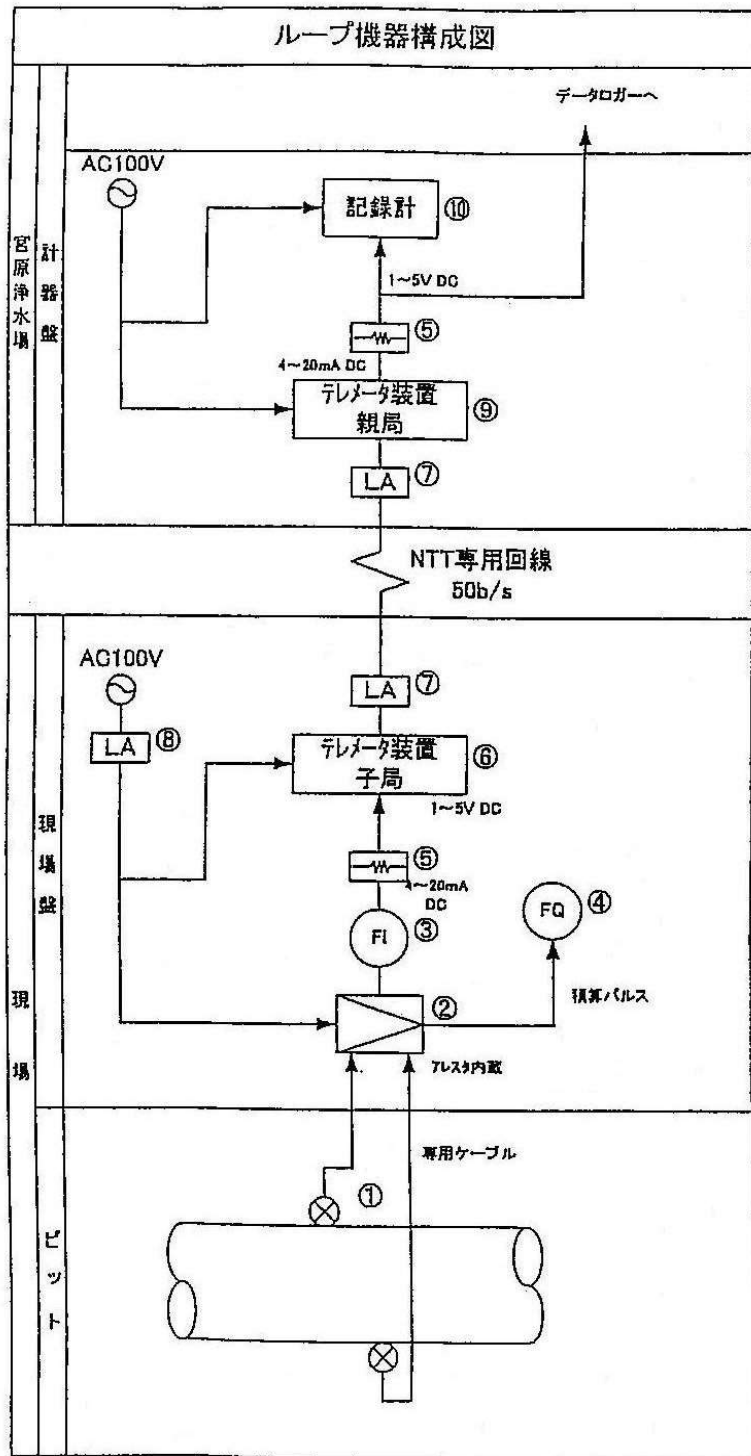 ループ機器構成図
データロガーへ
AC100V
記録計 ⑩
1～5V DC
⑤
4～20mA DC
テレメータ装置
親局
⑨
LA ⑦
宮原浄水場
計器盤
NTT専用回線
50b/s
AC100V
LA ⑦
LA ⑧
テレメータ装置
子局
⑥
1～5V DC
⑤
4～20mA
DC
FI ③
FQ ④
積算パルス
②
アレスタ内蔵
現場盤
現場
専用ケーブル
①
ピット